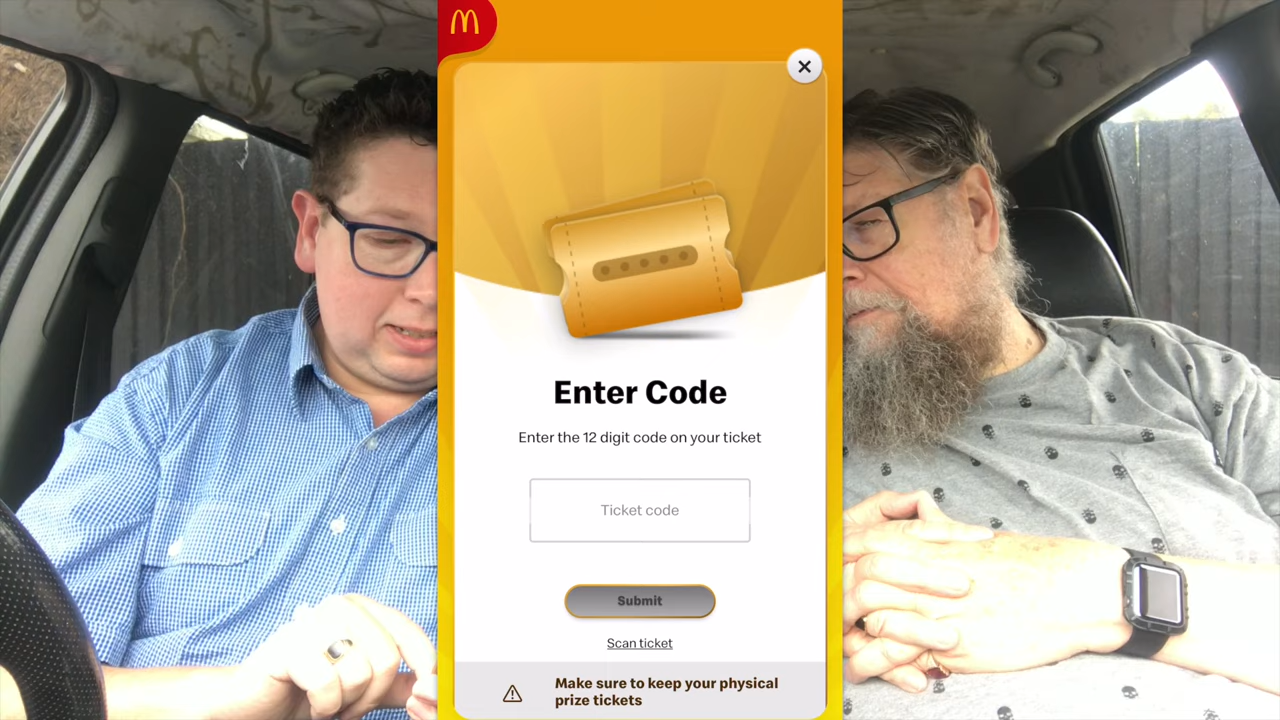 Enter Code
Enter the 12 digit code on your ticket
Ticket code
Submit
Scan ticket
Make sure to keep your physical
prize tickets